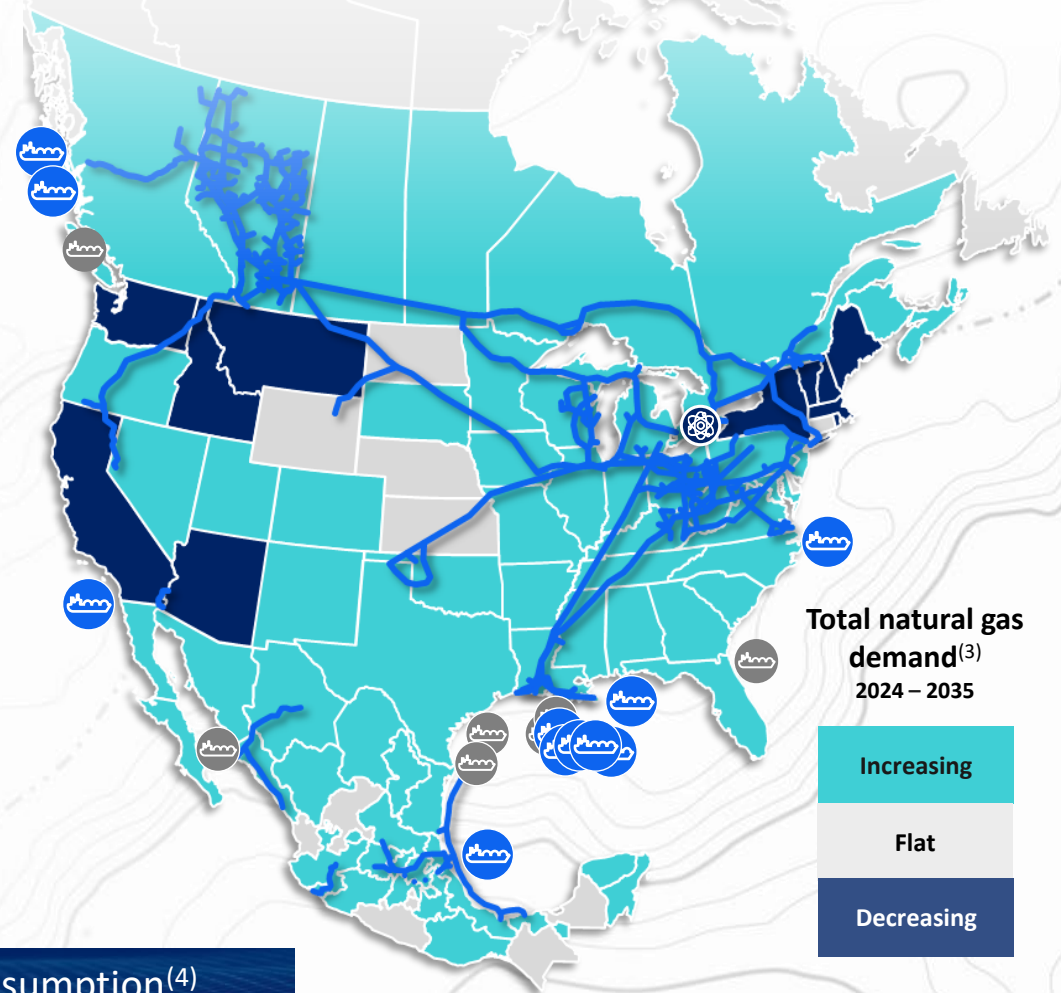 Total natural gas
demand(3)
2024 – 2035
Increasing
Flat
Decreasing
sumption(4)